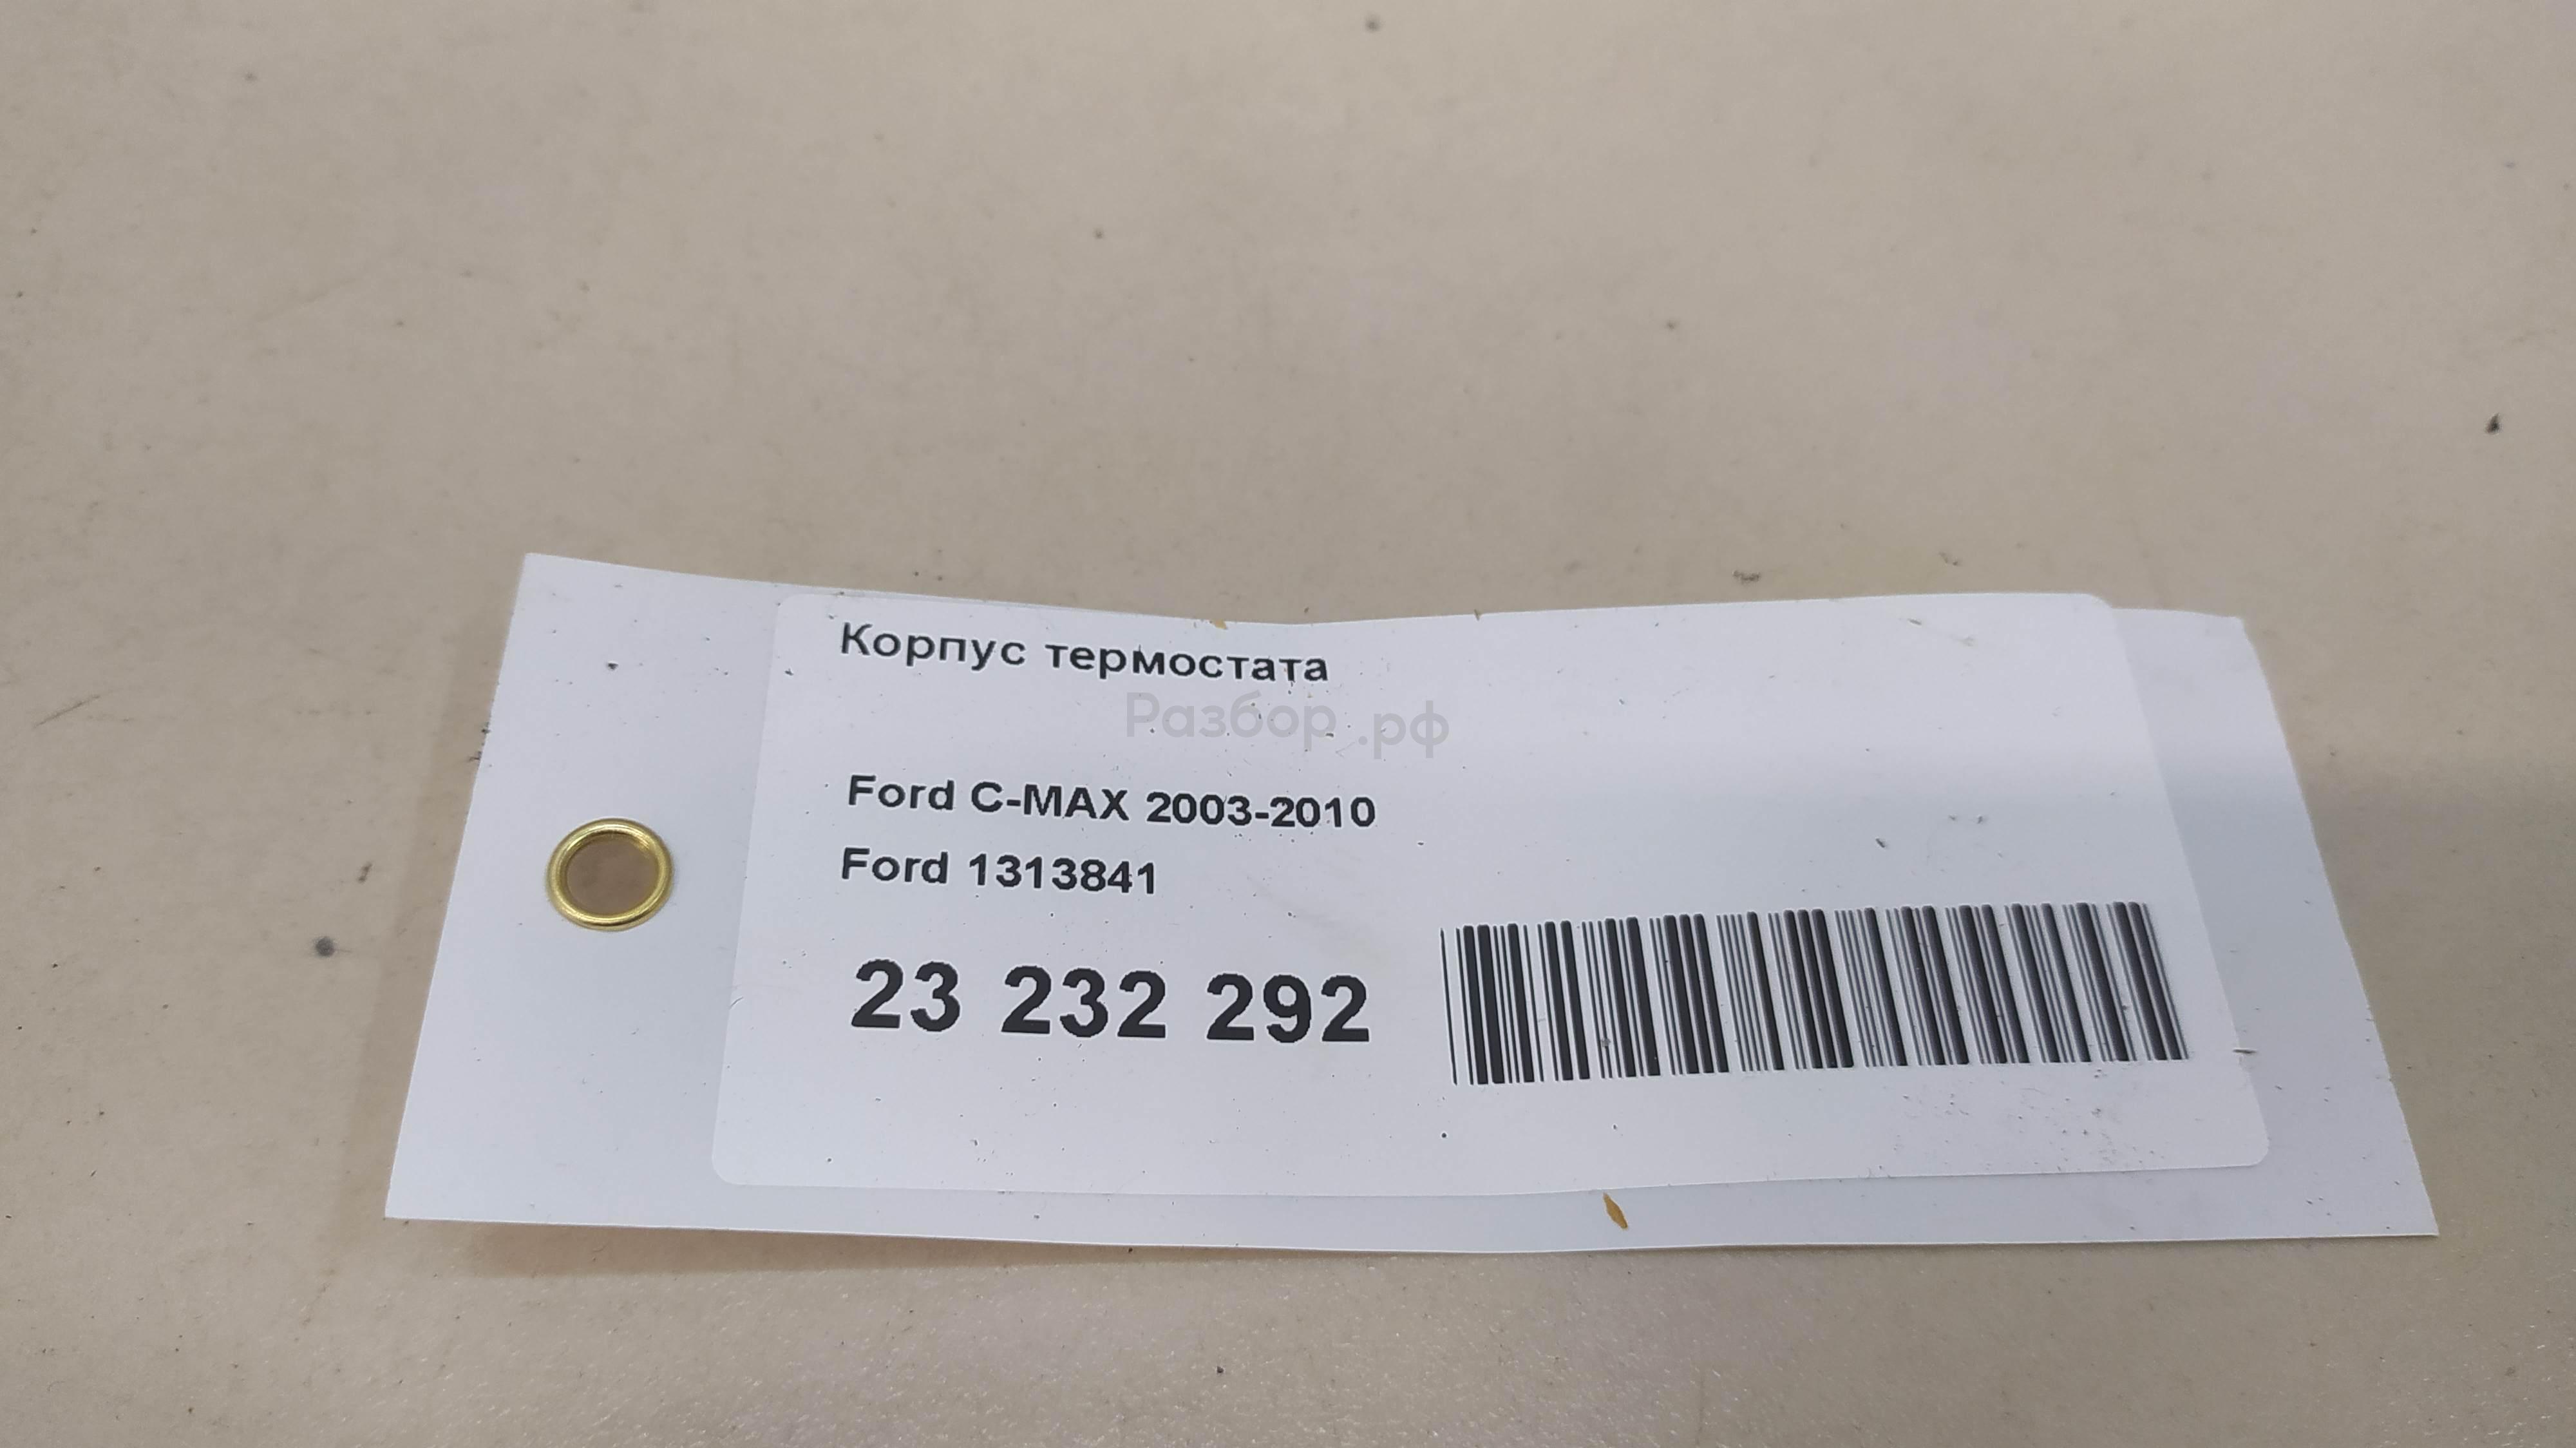 Корпус термостата
Разбор.рф
Ford C-MAX 2003-2010
Ford 1313841
23 232 292